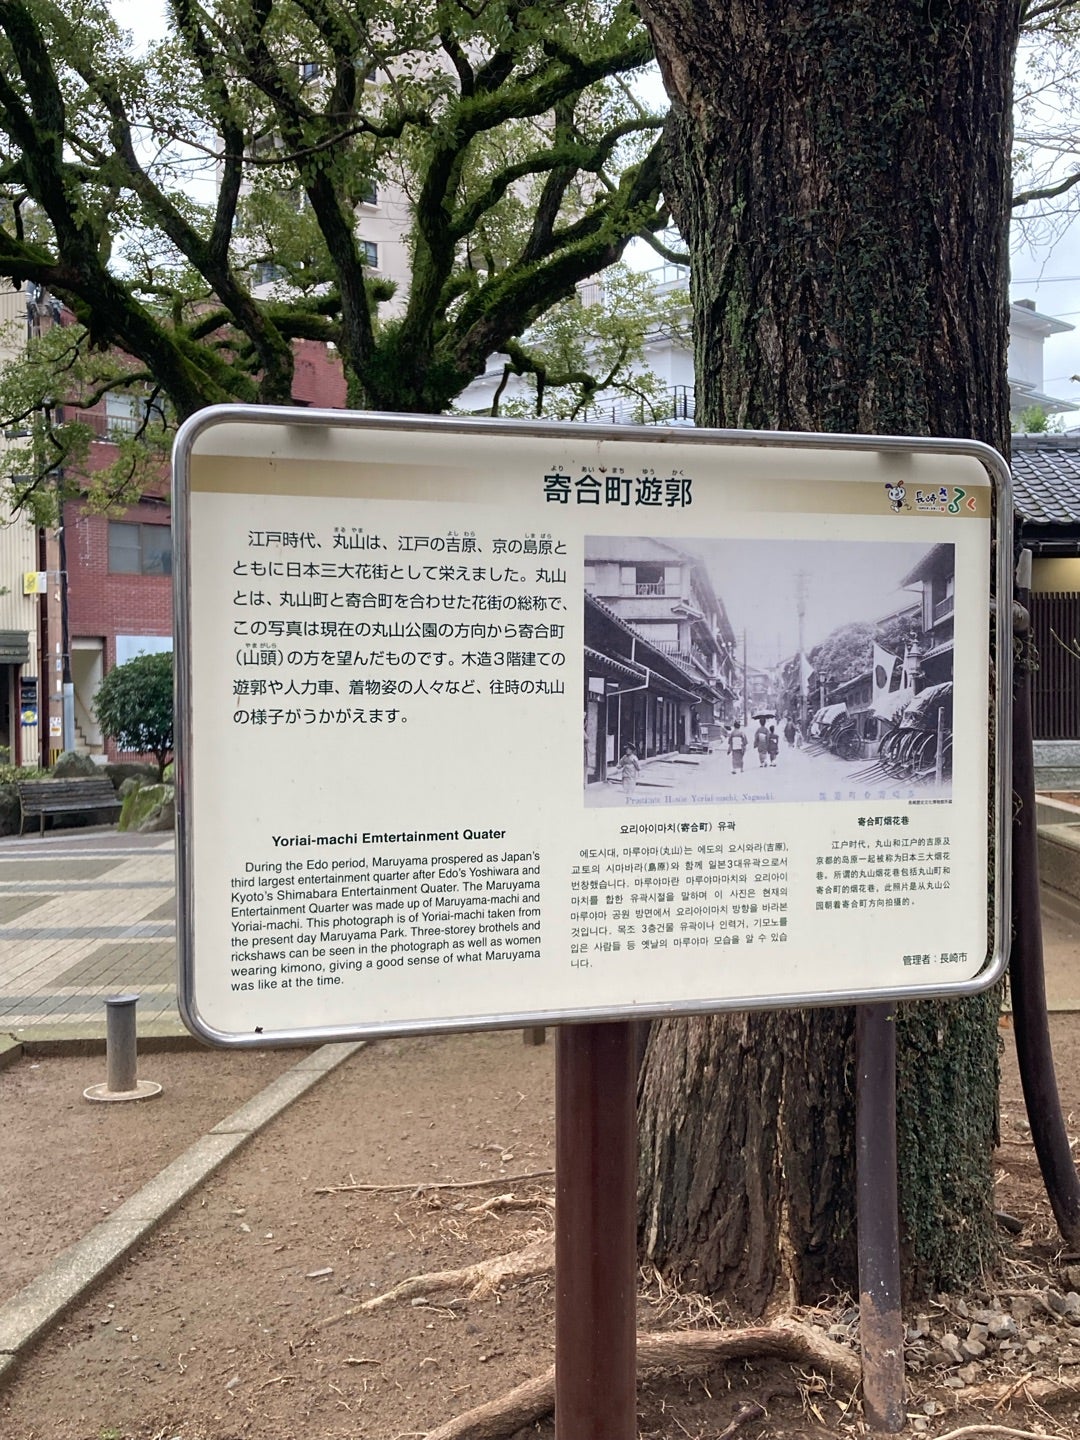 寄合町遊郭
より あい まち ゆう かく
長崎さるく
江戸時代、丸山は、江戸の吉原、京の島原と
ともに日本三大花街として栄えました。丸山
とは、丸山町と寄合町を合わせた花街の総称で、
この写真は現在の丸山公園の方向から寄合町
（山頭）の方を望んだものです。木造３階建ての
遊郭や人力車、着物姿の人々など、往時の丸山
の様子がうかがえます。
Yoriai-machi Emtertainment Quater
During the Edo period, Maruyama prospered as Japan's
third largest entertainment quarter after Edo's Yoshiwara and
Kyoto's Shimabara Entertainment Quater. The Maruyama
Entertainment Quarter was made up of Maruyama-machi and
Yoriai-machi. This photograph is of Yoriai-machi taken from
the present day Maruyama Park. Three-storey brothels and
rickshaws can be seen in the photograph as well as women
wearing kimono, giving a good sense of what Maruyama
was like at the time.
Prostitute House Yoriai-machi, Nagasaki.
요리아이마치(寄合町) 유곽
에도시대, 마루야마(丸山)는 에도의 요시와라(吉原),
교토의 시마바라(島原)와 함께 일본3대유곽으로서
번창했습니다. 마루야마란 마루야마마치와 요리아이
마치를 합한 유곽시절을 말하며 이 사진은 현재의
마루야마 공원 방면에서 요리아이마치 방향을 바라본
것입니다. 목조 3층건물 유곽이나 인력거, 기모노를
입은 사람들 등 옛날의 마루야마 모습을 알 수 있습
니다.
寄合町烟花巷
江户时代，丸山和江户的吉原及
京都的岛原一起被称为日本三大烟花
巷。所谓的丸山烟花巷包括丸山町和
寄合町的烟花巷，此照片是从丸山公
园朝着寄合町方向拍摄的。
管理者：長崎市